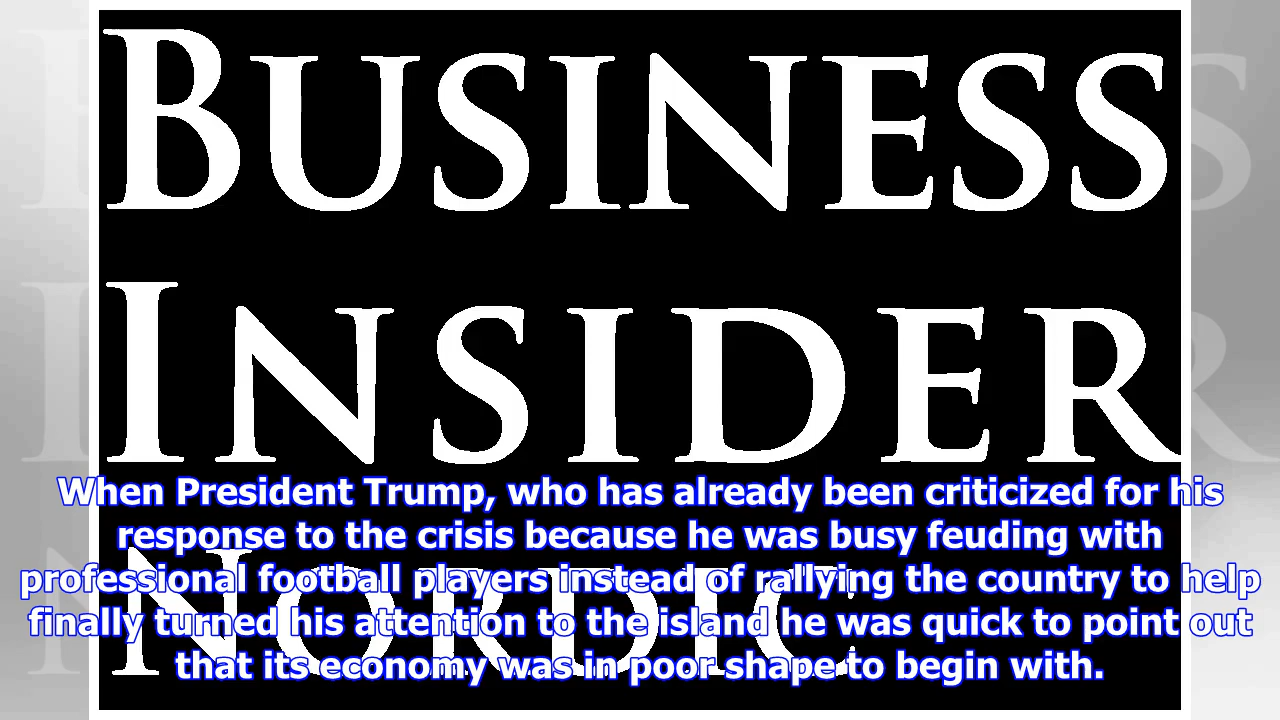 BUSINESS
INSIDER
NORDIC
When President Trump, who has already been criticized for his
response to the crisis because he was busy feuding with
professional football players instead of rallying the country to help
finally turned his attention to the island he was quick to point out
that its economy was in poor shape to begin with.